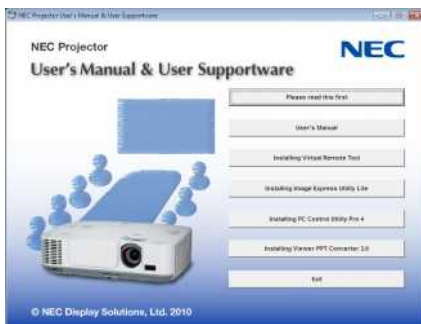 NEC Projector User's Manual & User Supportware
NEC Projector
NEC
User's Manual & User Supportware
Please read this first
User's Manual
Installing Virtual Remote Tool
Installing Image Express Utility Lite
Installing PC Control Utility Pro 4
Installing Viewer PPT Converter 3.0
Exit
© NEC Display Solutions, Ltd. 2010